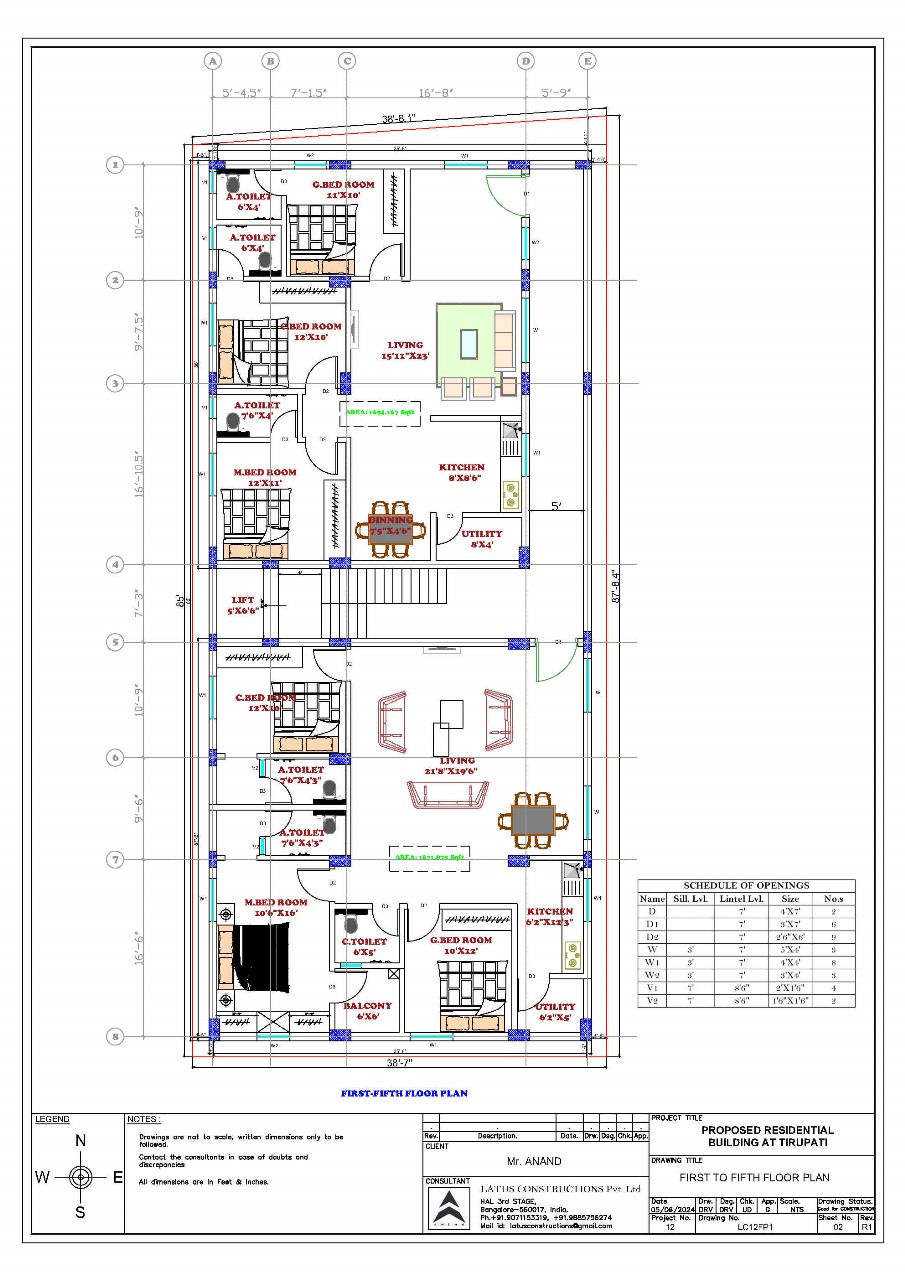 A
B
C
D
E
5'-4.5"
7'-1.5"
16'-8"
5'-9"
38'-8.1"
1
2
3
4
5
6
7
8
10'-9"
9'-7.5"
16'-10.5"
7'-3"
10'-9"
9'-6"
16'-6"
85'
87'-8.4"
5'
38'-7"
G.BED ROOM
11'X10'
A.TOILET
6'X4'
A.TOILET
6'X4'
C.BED ROOM
12'X10'
LIVING
15'11"X23'
A.TOILET
7'6"X4'
AREA: 1694.167 Sqft
M.BED ROOM
12'X11'
KITCHEN
8'X8'6"
DINNING
7'5"X4'6"
UTILITY
8'X4'
LIFT
5'X6'6"
C.BED ROOM
12'X10'
LIVING
21'8"X19'6"
A.TOILET
7'6"X4'3"
A.TOILET
7'6"X4'3"
AREA: 1671.875 Sqft
M.BED ROOM
10'6"X16'
C.TOILET
6'X5'
G.BED ROOM
10'X12'
KITCHEN
6'2"X12'3"
BALCONY
6'X6'
UTILITY
6'2"X5'
SCHEDULE OF OPENINGS
Name Sill. Lvl. Lintel Lvl. Size No.s
D 7' 4'X7' 2
D1 7' 3'X7' 6
D2 7' 2'6"X6' 9
W 3' 7' 5'X4' 3
W1 3' 7' 4'X4' 8
W2 3' 7' 3'X4' 3
V1 7' 8'6" 2'X1'6" 4
V2 7' 8'6" 1'6"X1'6" 2
FIRST-FIFTH FLOOR PLAN
LEGEND
N
W E
S
NOTES :
Drawings are not to scale, written dimensions only to be
followed.
Contact the consultants in case of doubts and
discrepancies
All dimensions are in Feet & Inches.
Rev. Description. Date. Drw. Dsg. Chk. App.
CLIENT
Mr. ANAND
CONSULTANT
LATUS CONSTRUCTIONS Pvt Ltd
HAL 3rd STAGE,
Bangalore-560017, India.
Ph.+91.9071153319, +91.9885756274
Mail id: latusconstructions@gmail.com
PROJECT TITLE
PROPOSED RESIDENTIAL
BUILDING AT TIRUPATI
DRAWING TITLE
FIRST TO FIFTH FLOOR PLAN
Date Drw. Dsg. Chk. App. Scale. Drawing Status.
05/08/2024 DRV DRV UD G NTS Good for CONSTRUCTION
Project No. Drawing No. Sheet No. Rev.
12 LC12FP1 02 R1